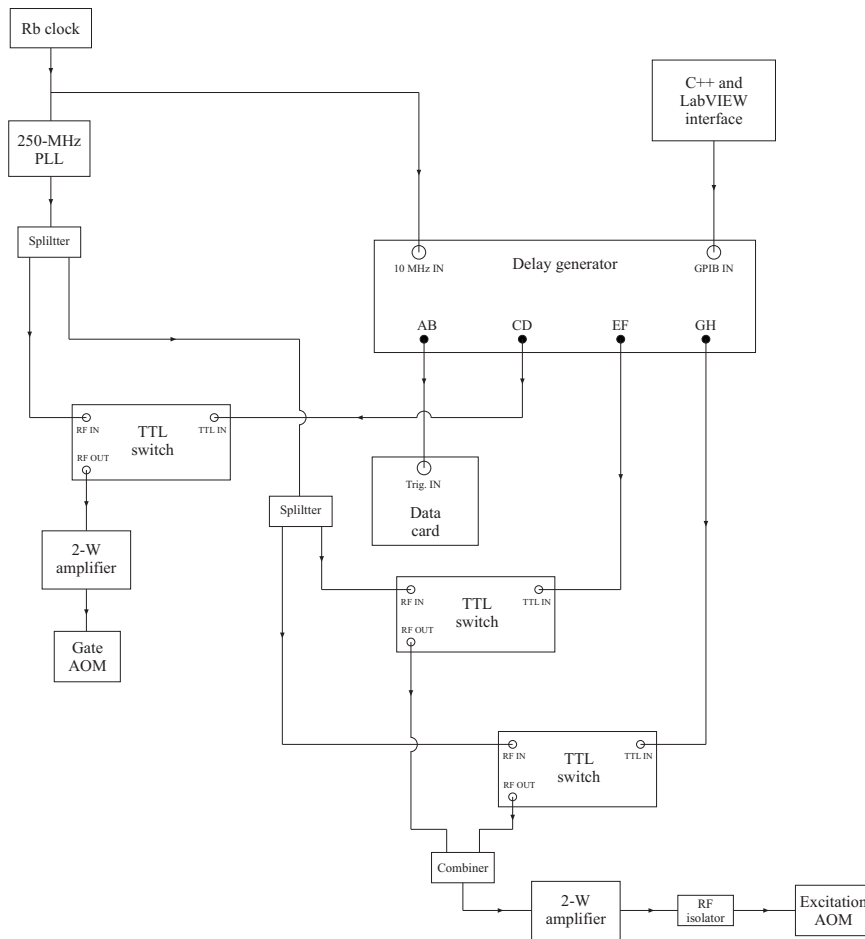 Rb clock
C++ and
LabVIEW
interface
250-MHz
PLL
Spliltter
10 MHz IN
Delay generator
GPIB IN
AB
CD
EF
GH
RF IN
TTL
switch
TTL IN
RF OUT
Trig. IN
Data
card
Spliltter
2-W
amplifier
RF IN
TTL
switch
TTL IN
RF OUT
Gate
AOM
RF IN
TTL
switch
TTL IN
RF OUT
Combiner
2-W
amplifier
RF
isolator
Excitation
AOM